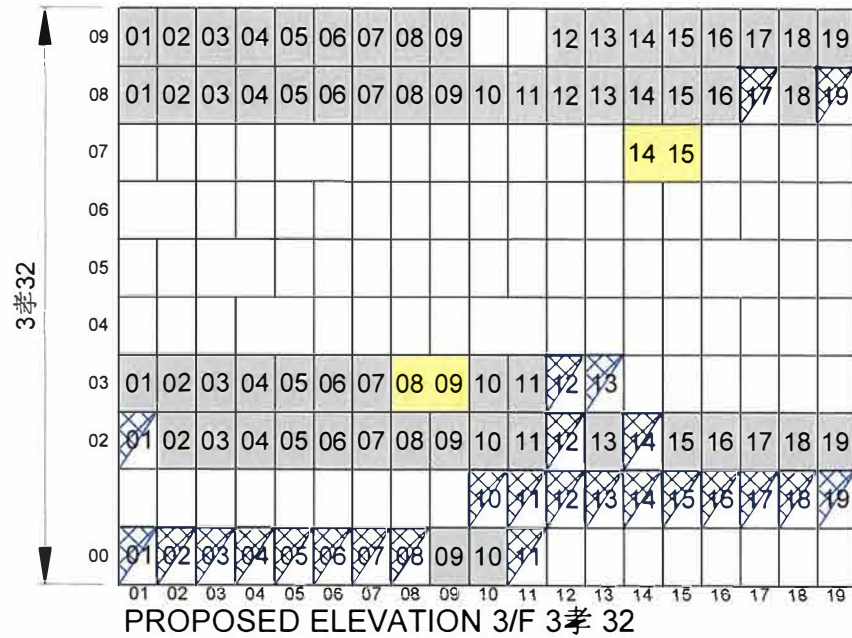 09 01 02 03 04 05 06 07 08 09 12 13 14 15 16 17 18 19
08 01 02 03 04 05 06 07 08 09 10 11 12 13 14 15 16 17 18 19
07 14 15
06
05
04
03 01 02 03 04 05 06 07 08 09 10 11 12 13
02 01 02 03 04 05 06 07 08 09 10 11 12 13 14 15 16 17 18 19
10 11 12 13 14 15 16 17 18 19
00 01 02 03 04 05 06 07 08 09 10 11
01 02 03 04 05 06 07 08 09 10 11 12 13 14 15 16 17 18 19
3孝32
PROPOSED ELEVATION 3/F 3孝 32